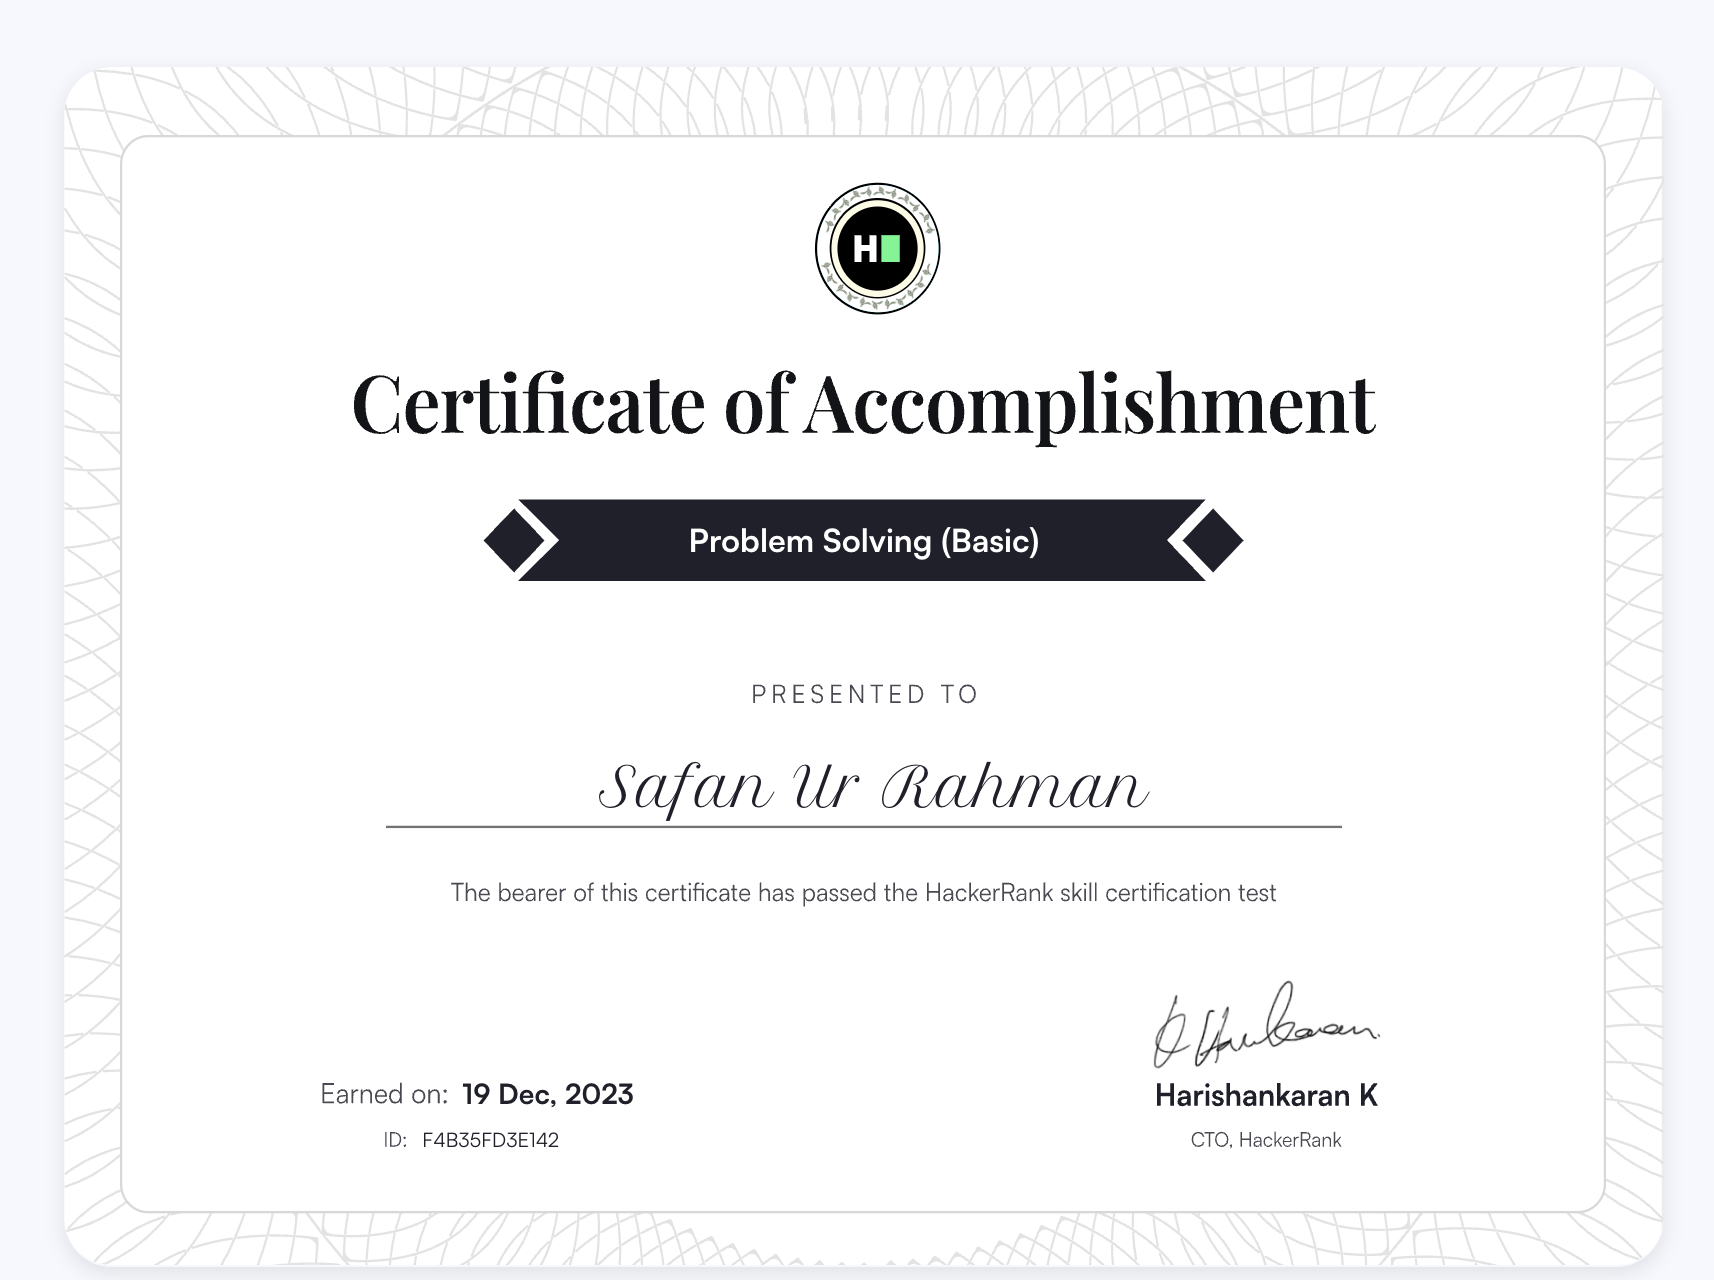 H
Certificate of Accomplishment
Problem Solving (Basic)
PRESENTED TO
Safan Ur Rahman
The bearer of this certificate has passed the HackerRank skill certification test
Earned on: 19 Dec, 2023
ID: F4B35FD3E142
Harishankaran K
CTO, HackerRank